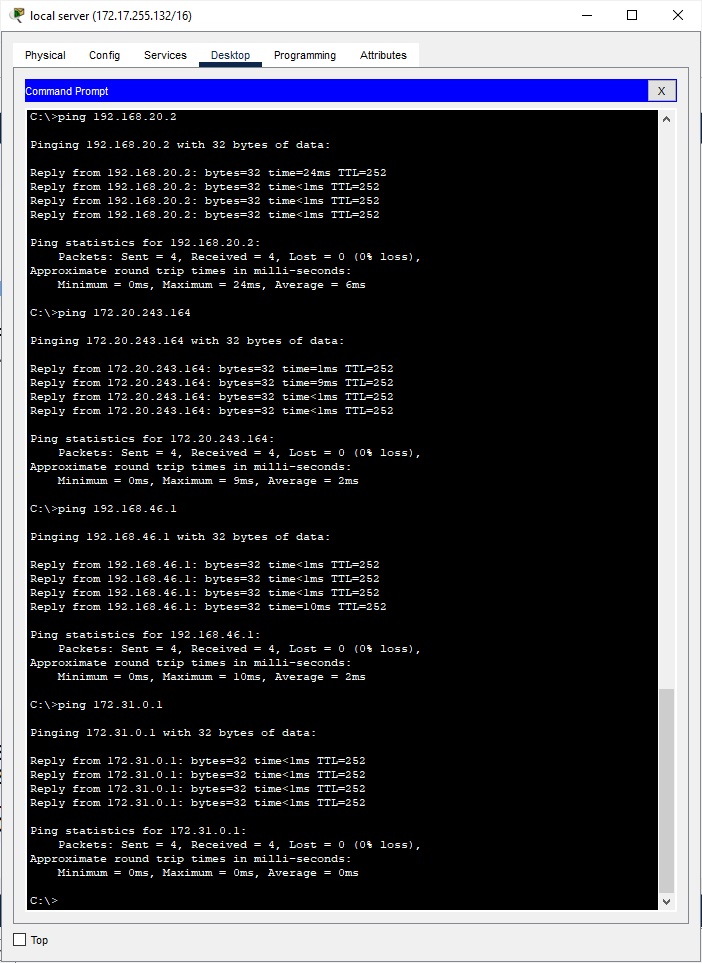 local server (172.17.255.132/16)
Physical Config Services Desktop Programming Attributes
Command Prompt X
C:\>ping 192.168.20.2
Pinging 192.168.20.2 with 32 bytes of data:
Reply from 192.168.20.2: bytes=32 time=24ms TTL=252
Reply from 192.168.20.2: bytes=32 time<1ms TTL=252
Reply from 192.168.20.2: bytes=32 time<1ms TTL=252
Reply from 192.168.20.2: bytes=32 time<1ms TTL=252
Ping statistics for 192.168.20.2:
Packets: Sent = 4, Received = 4, Lost = 0 (0% loss),
Approximate round trip times in milli-seconds:
Minimum = 0ms, Maximum = 24ms, Average = 6ms
C:\>ping 172.20.243.164
Pinging 172.20.243.164 with 32 bytes of data:
Reply from 172.20.243.164: bytes=32 time=1ms TTL=252
Reply from 172.20.243.164: bytes=32 time=9ms TTL=252
Reply from 172.20.243.164: bytes=32 time<1ms TTL=252
Reply from 172.20.243.164: bytes=32 time<1ms TTL=252
Ping statistics for 172.20.243.164:
Packets: Sent = 4, Received = 4, Lost = 0 (0% loss),
Approximate round trip times in milli-seconds:
Minimum = 0ms, Maximum = 9ms, Average = 2ms
C:\>ping 192.168.46.1
Pinging 192.168.46.1 with 32 bytes of data:
Reply from 192.168.46.1: bytes=32 time<1ms TTL=252
Reply from 192.168.46.1: bytes=32 time<1ms TTL=252
Reply from 192.168.46.1: bytes=32 time<1ms TTL=252
Reply from 192.168.46.1: bytes=32 time=10ms TTL=252
Ping statistics for 192.168.46.1:
Packets: Sent = 4, Received = 4, Lost = 0 (0% loss),
Approximate round trip times in milli-seconds:
Minimum = 0ms, Maximum = 10ms, Average = 2ms
C:\>ping 172.31.0.1
Pinging 172.31.0.1 with 32 bytes of data:
Reply from 172.31.0.1: bytes=32 time<1ms TTL=252
Reply from 172.31.0.1: bytes=32 time<1ms TTL=252
Reply from 172.31.0.1: bytes=32 time<1ms TTL=252
Reply from 172.31.0.1: bytes=32 time<1ms TTL=252
Ping statistics for 172.31.0.1:
Packets: Sent = 4, Received = 4, Lost = 0 (0% loss),
Approximate round trip times in milli-seconds:
Minimum = 0ms, Maximum = 0ms, Average = 0ms
C:\>
Top